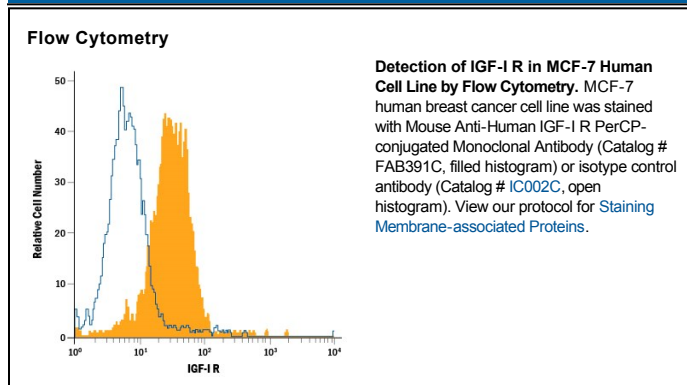 Flow Cytometry
Detection of IGF-I R in MCF-7 Human
Cell Line by Flow Cytometry. MCF-7
human breast cancer cell line was stained
with Mouse Anti-Human IGF-I R PerCP-
conjugated Monoclonal Antibody (Catalog #
FAB391C, filled histogram) or isotype control
antibody (Catalog # IC002C, open
histogram). View our protocol for Staining
Membrane-associated Proteins.
Relative Cell Number
50
40
30
20
10
0
10⁰ 10¹ 10² 10³ 10⁴
IGF-I R